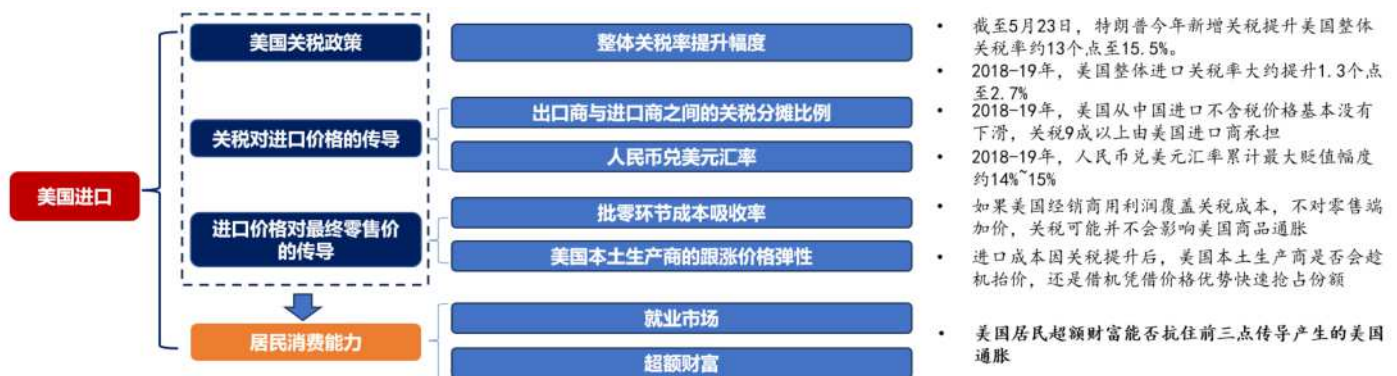 美国进口
美国关税政策
关税对进口价格的传导
进口价格对最终零售价
的传导
居民消费能力
整体关税率提升幅度
出口商与进口商之间的关税分摊比例
人民币兑美元汇率
批零环节成本吸收率
美国本土生产商的跟涨价格弹性
就业市场
超额财富
• 截至5月23日，特朗普今年新增关税提升美国整体
关税率约13个点至15.5%。
• 2018-19年，美国整体进口关税率大约提升1.3个点
至2.7%
• 2018-19年，美国从中国进口不含税价格基本没有
下滑，关税9成以上由美国进口商承担
• 2018-19年，人民币兑美元汇率累计最大贬值幅度
约14%~15%
• 如果美国经销商用利润覆盖关税成本，不对零售端
加价，关税可能并不会影响美国商品通胀
• 进口成本因关税提升后，美国本土生产商是否会趁
机抬价，还是借机凭借价格优势快速抢占份额
• 美国居民超额财富能否抗住前三点传导产生的美国
通胀